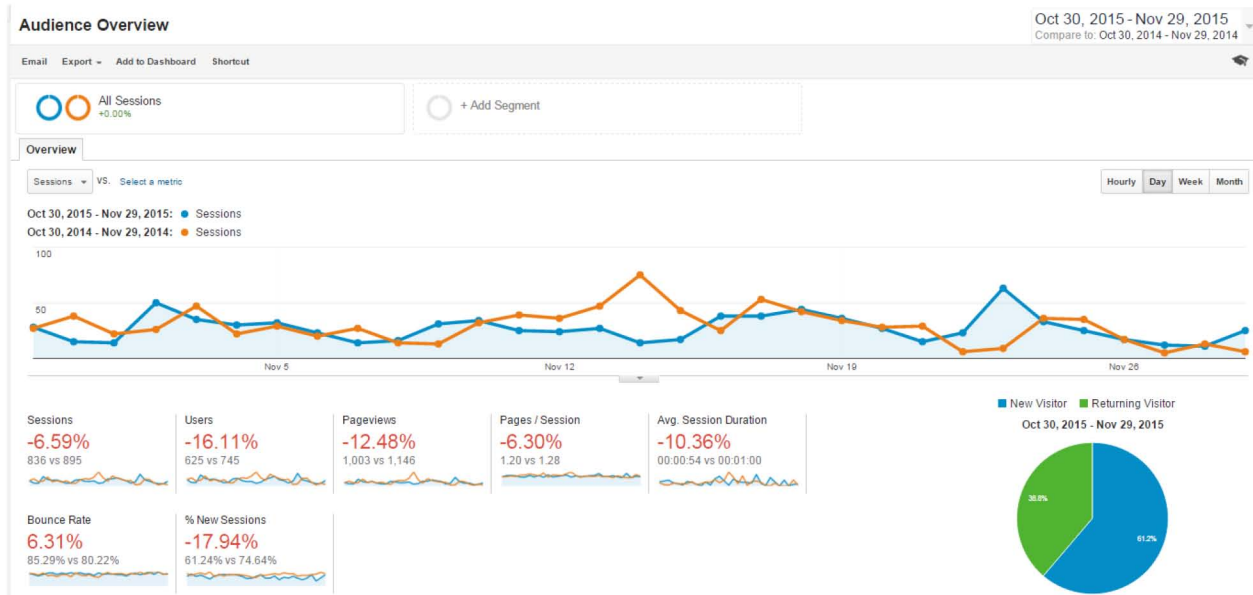 Audience Overview
Oct 30, 2015 - Nov 29, 2015
Compare to: Oct 30, 2014 - Nov 29, 2014
Email Export Add to Dashboard Shortcut
All Sessions
+0.00%
+ Add Segment
Overview
Sessions VS. Select a metric
Hourly Day Week Month
Oct 30, 2015 - Nov 29, 2015: Sessions
Oct 30, 2014 - Nov 29, 2014: Sessions
100
50
Nov 5 Nov 12 Nov 19 Nov 26
New Visitor Returning Visitor
Oct 30, 2015 - Nov 29, 2015
38.8%
61.2%
Sessions
-6.59%
836 vs 895
Users
-16.11%
625 vs 745
Pageviews
-12.48%
1,003 vs 1,146
Pages / Session
-6.30%
1.20 vs 1.28
Avg. Session Duration
-10.36%
00:00:54 vs 00:01:00
Bounce Rate
6.31%
85.29% vs 80.22%
% New Sessions
-17.94%
61.24% vs 74.64%